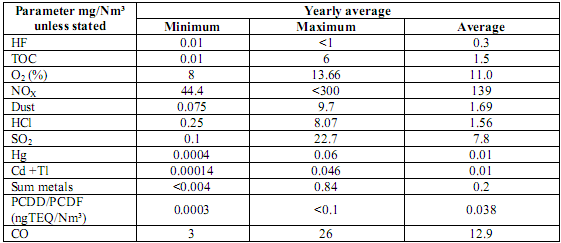 Parameter mg/Nm³ unless stated | Yearly average
Minimum | Maximum | Average
HF | 0.01 | <1 | 0.3
TOC | 0.01 | 6 | 1.5
O₂ (%) | 8 | 13.66 | 11.0
NOX | 44.4 | <300 | 139
Dust | 0.075 | 9.7 | 1.69
HCl | 0.25 | 8.07 | 1.56
SO₂ | 0.1 | 22.7 | 7.8
Hg | 0.0004 | 0.06 | 0.01
Cd +Tl | 0.00014 | 0.046 | 0.01
Sum metals | <0.004 | 0.84 | 0.2
PCDD/PCDF (ngTEQ/Nm³) | 0.0003 | <0.1 | 0.038
CO | 3 | 26 | 12.9